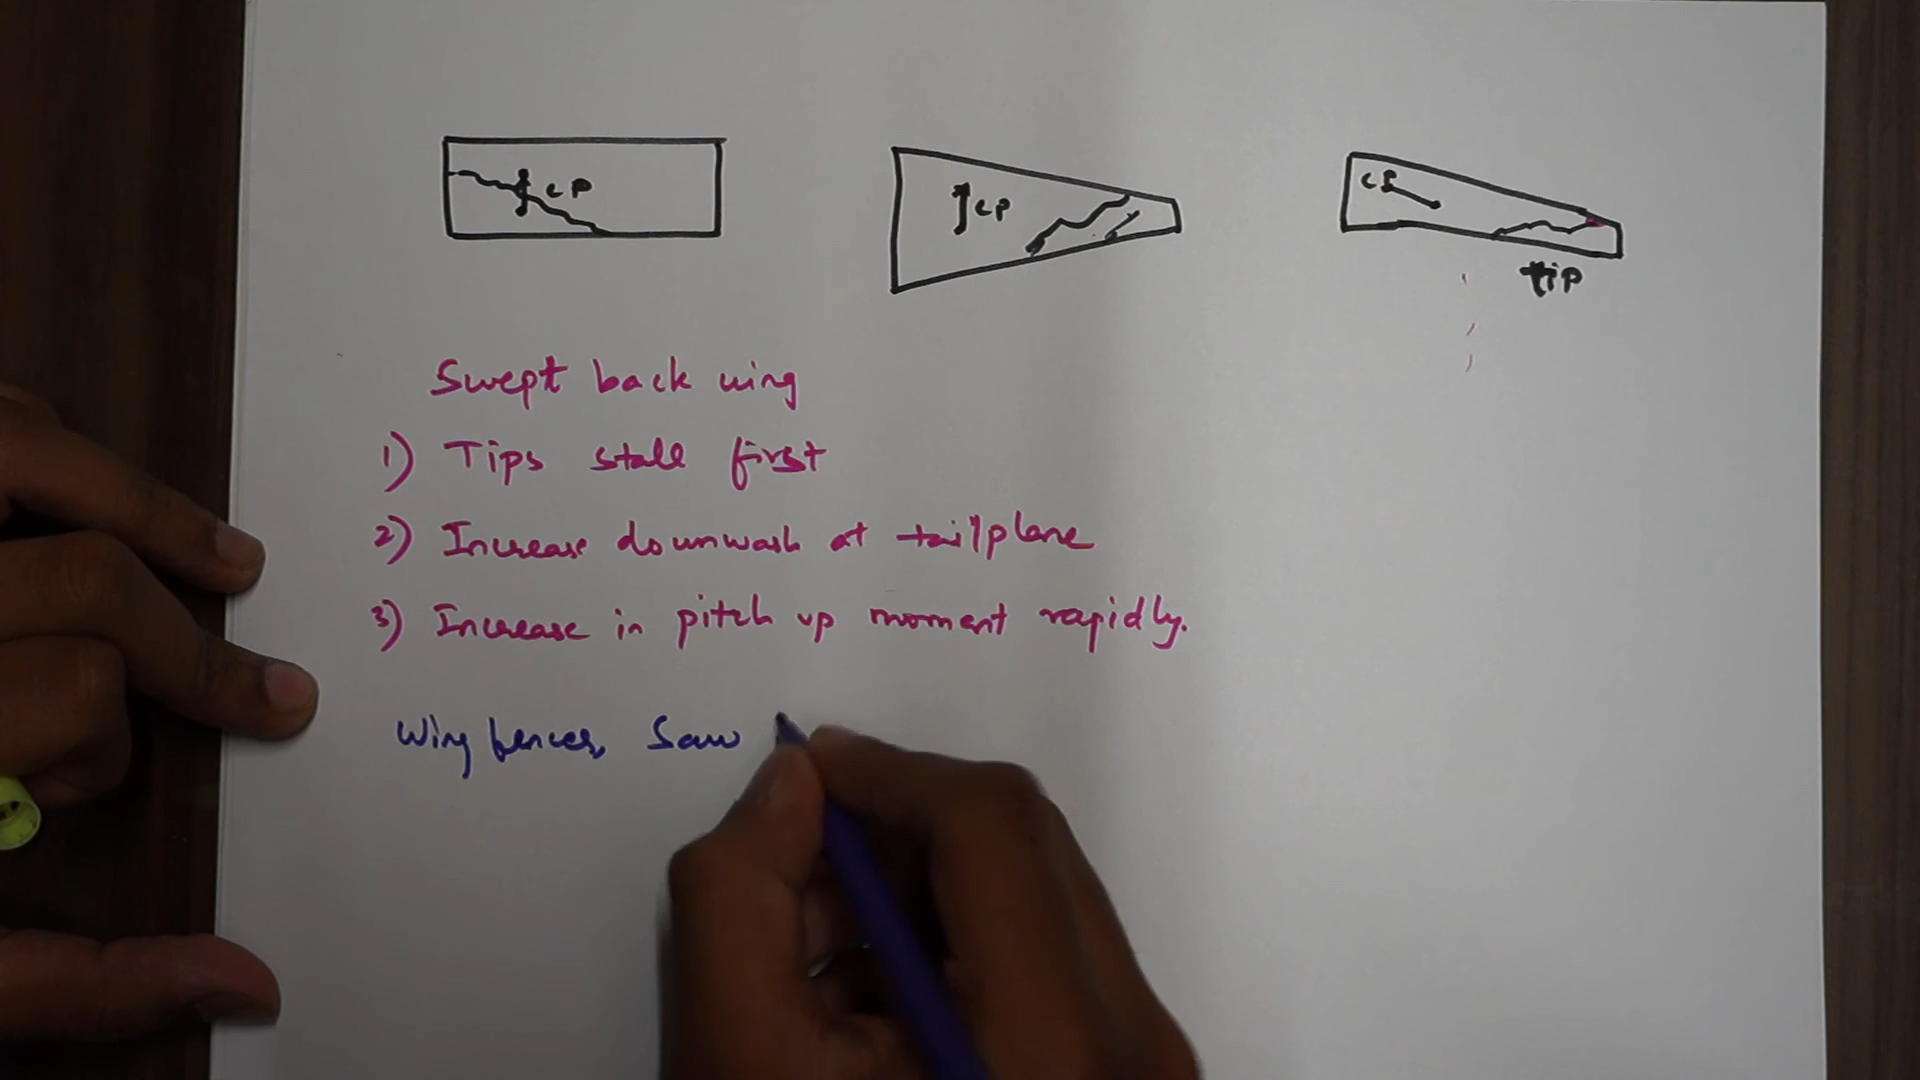 CP
CP
CP
tip
Swept back wing
1) Tips stall first
2) Increase downwash at tailplane
3) Increase in pitch up moment rapidly.
Wing fences, Saw